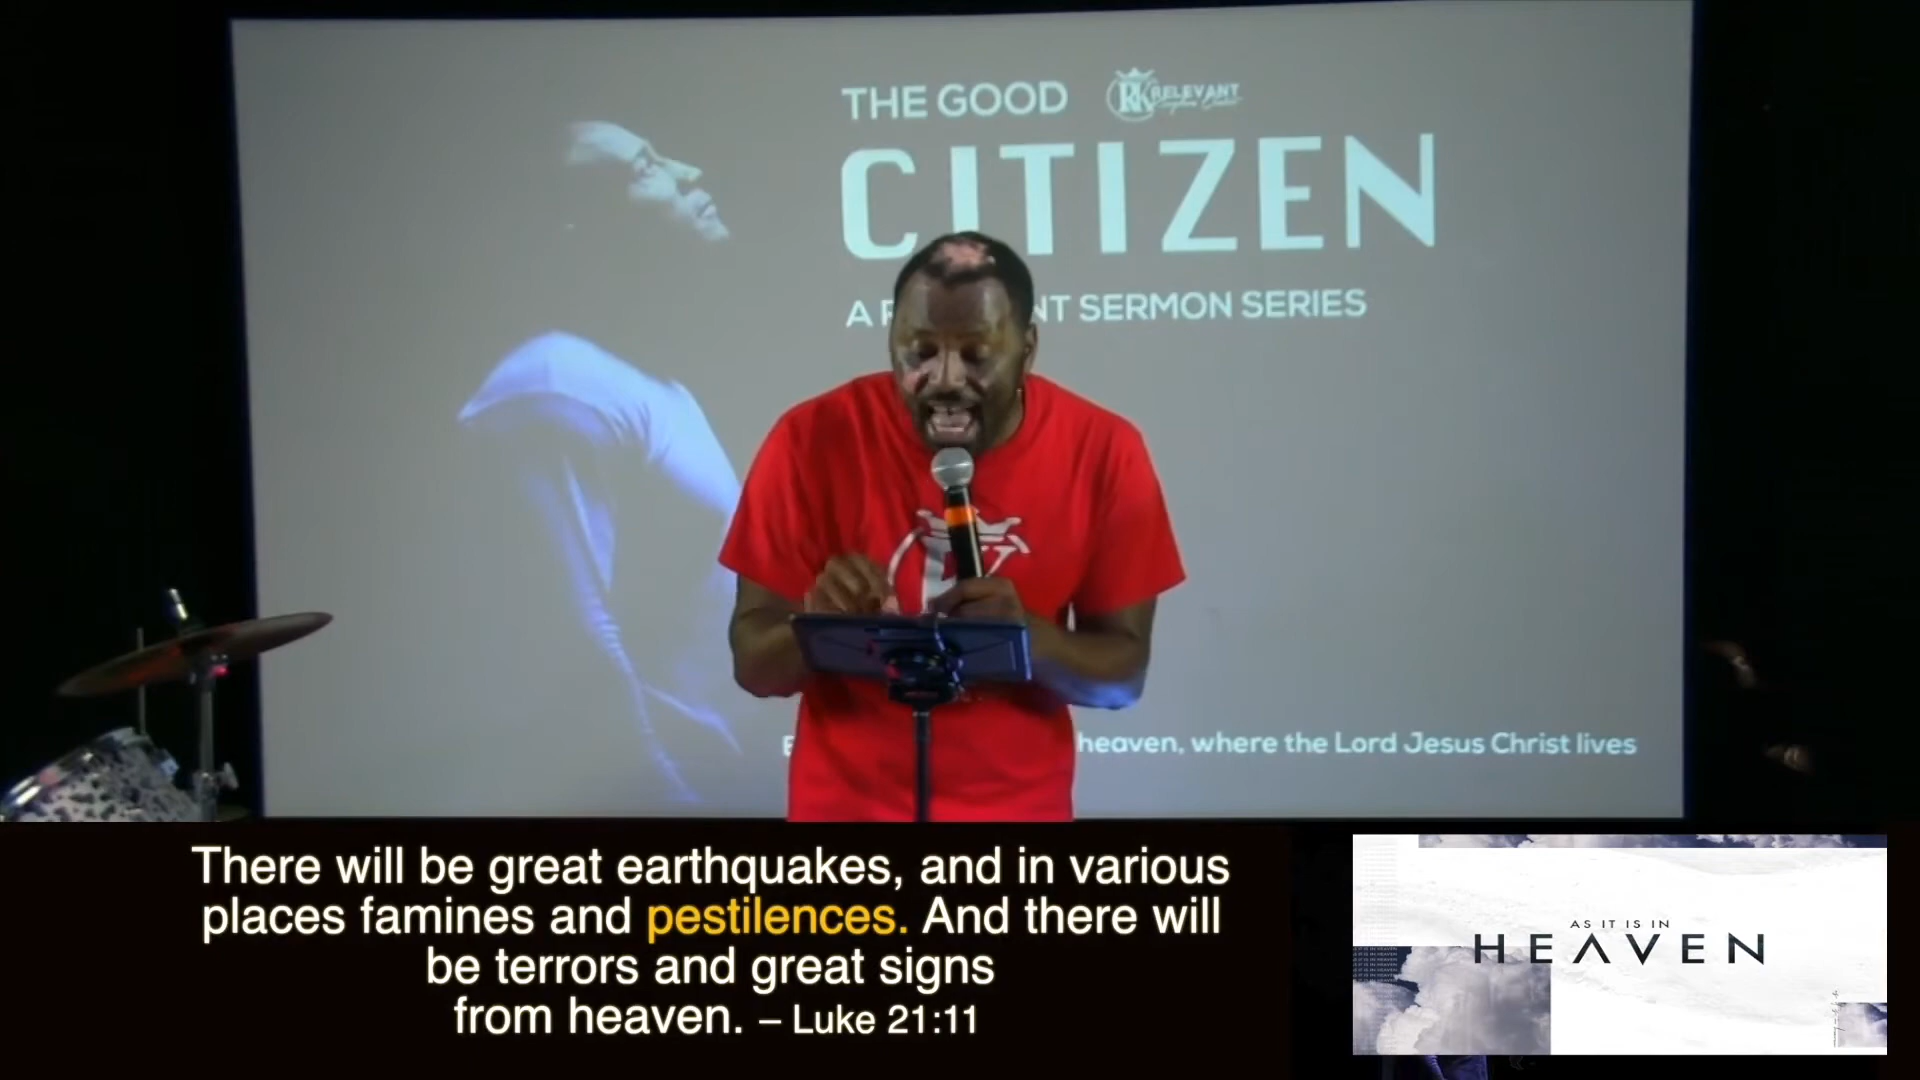 THE GOOD
RK RELEVANT
CITIZEN
A R NT SERMON SERIES
heaven, where the Lord Jesus Christ lives
There will be great earthquakes, and in various
places famines and pestilences. And there will
be terrors and great signs
from heaven. – Luke 21:11
AS IT IS IN
HEAVEN